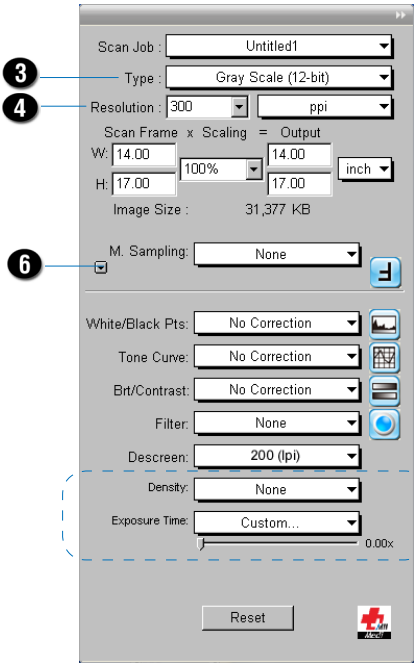 Scan Job : Untitled1
3 Type : Gray Scale (12-bit)
4 Resolution : 300 ppi
Scan Frame x Scaling = Output
W: 14.00 100% 14.00 inch
H: 17.00 17.00
Image Size : 31,377 KB
6 M. Sampling: None
White/Black Pts: No Correction
Tone Curve: No Correction
Brt/Contrast: No Correction
Filter: None
Descreen: 200 (lpi)
Density: None
Exposure Time: Custom...
0.00x
Reset
Medi